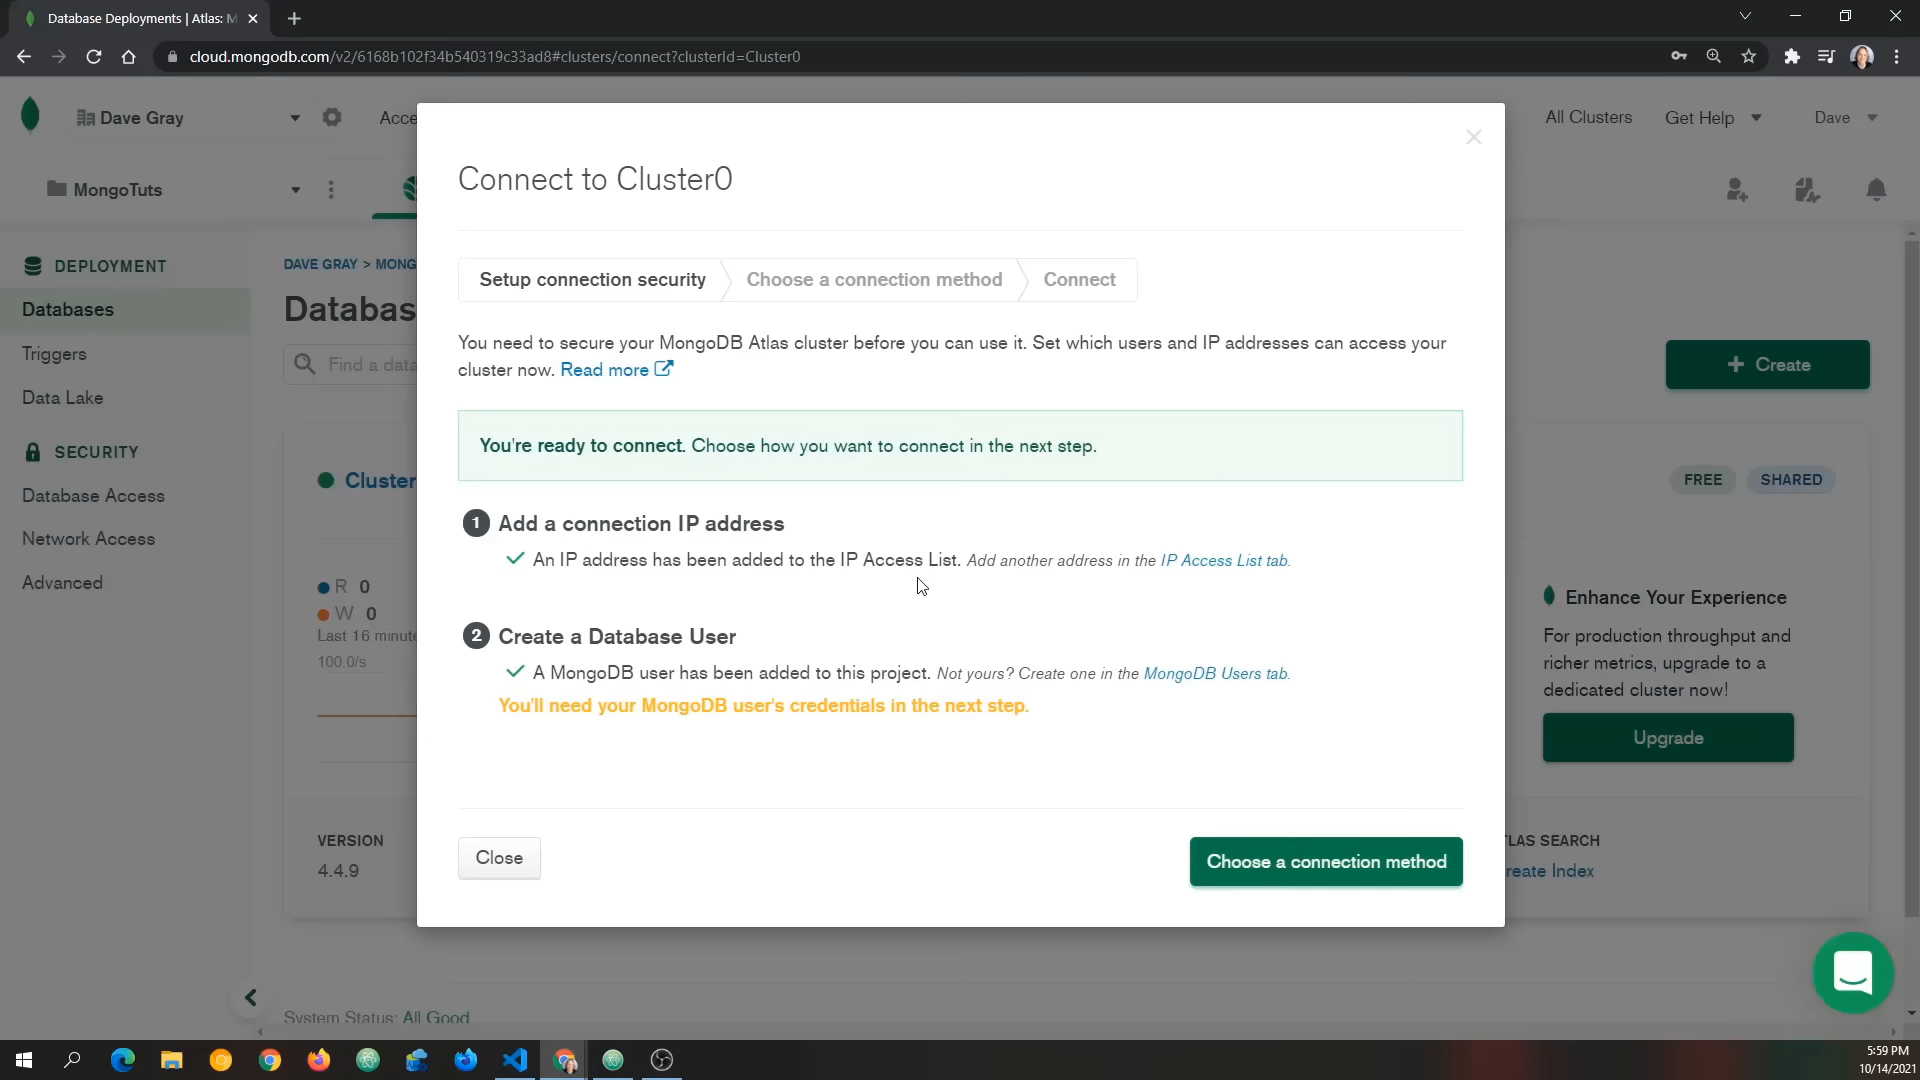 Database Deployments | Atlas: M
cloud.mongodb.com/v2/6168b102f34b540319c33ad8#clusters/connect?clusterId=Cluster0
Dave Gray
Acce
All Clusters
Get Help
Dave
MongoTuts
DEPLOYMENT
Databases
Triggers
Data Lake
SECURITY
Database Access
Network Access
Advanced
DAVE GRAY > MONG
Databas
Find a data
Create
Cluster
FREE
SHARED
R 0
W 0
Last 16 minute
100.0/s
VERSION
4.4.9
Connect to Cluster0
Setup connection security
Choose a connection method
Connect
You need to secure your MongoDB Atlas cluster before you can use it. Set which users and IP addresses can access your
cluster now. Read more
You're ready to connect. Choose how you want to connect in the next step.
1 Add a connection IP address
An IP address has been added to the IP Access List. Add another address in the IP Access List tab.
2 Create a Database User
A MongoDB user has been added to this project. Not yours? Create one in the MongoDB Users tab.
You'll need your MongoDB user's credentials in the next step.
Close
Choose a connection method
Enhance Your Experience
For production throughput and
richer metrics, upgrade to a
dedicated cluster now!
Upgrade
TLAS SEARCH
reate Index
System Status: All Good
5:59 PM
10/14/2021